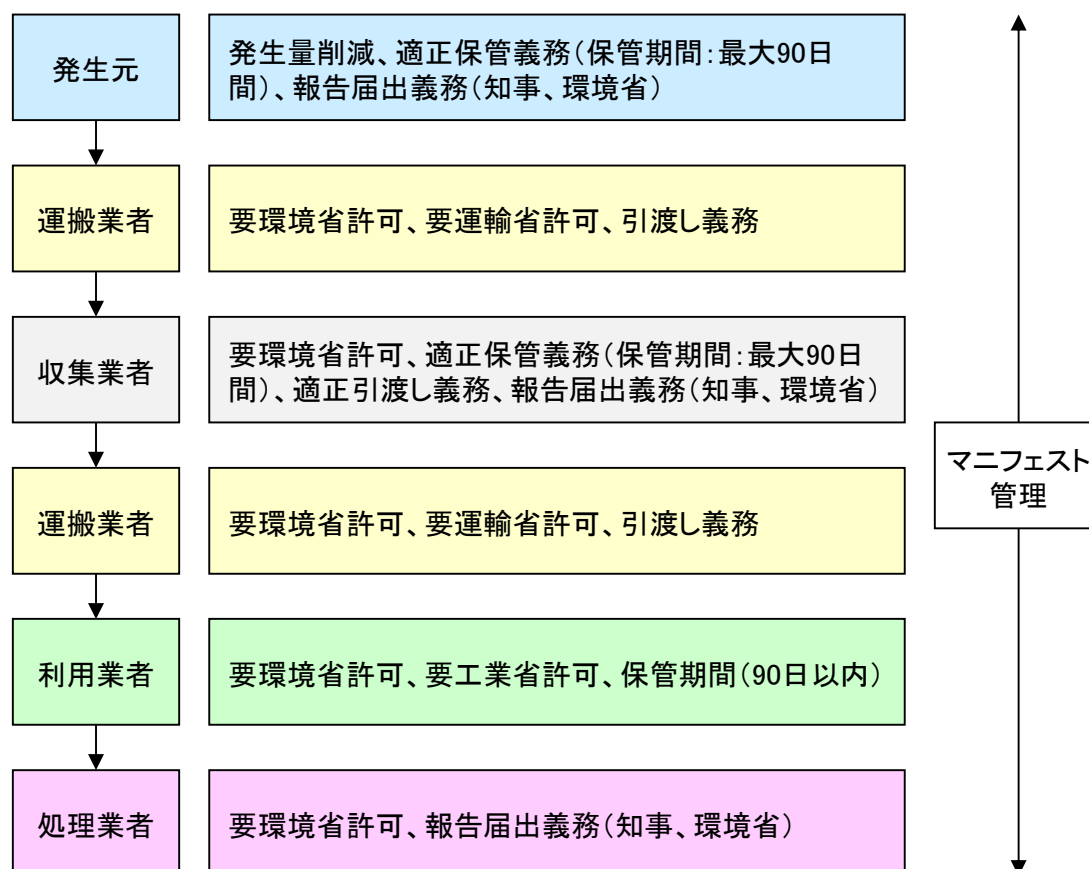 発生元
発生量削減、適正保管義務(保管期間:最大90日
間)、報告届出義務(知事、環境省)
運搬業者
要環境省許可、要運輸省許可、引渡し義務
収集業者
要環境省許可、適正保管義務(保管期間:最大90日
間)、適正引渡し義務、報告届出義務(知事、環境省)
マニフェスト
管理
運搬業者
要環境省許可、要運輸省許可、引渡し義務
利用業者
要環境省許可、要工業省許可、保管期間(90日以内)
処理業者
要環境省許可、報告届出義務(知事、環境省)